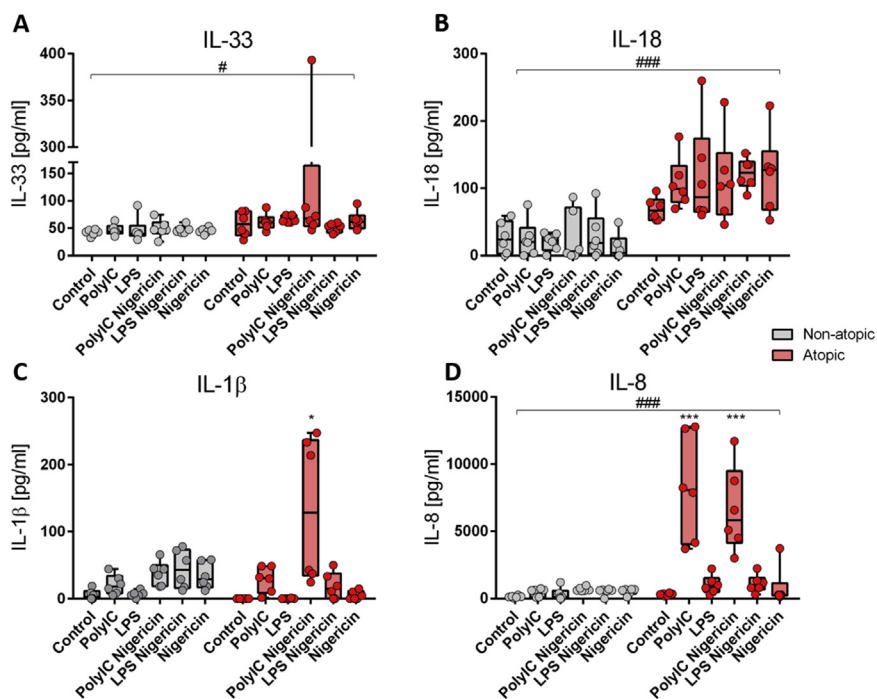 A
IL-33
#
IL-33 [pg/ml]
400
300
200
150
100
50
0
Control
PolyIC
LPS
PolyIC Nigericin
LPS Nigericin
Nigericin
Control
PolyIC
LPS
PolyIC Nigericin
LPS Nigericin
Nigericin
B
IL-18
###
IL-18 [pg/ml]
300
200
100
0
Control
PolyIC
LPS
PolyIC Nigericin
LPS Nigericin
Nigericin
Control
PolyIC
LPS
PolyIC Nigericin
LPS Nigericin
Nigericin
Non-atopic
Atopic
C
IL-1β
*
IL-1β [pg/ml]
300
200
100
0
Control
PolyIC
LPS
PolyIC Nigericin
LPS Nigericin
Nigericin
Control
PolyIC
LPS
PolyIC Nigericin
LPS Nigericin
Nigericin
D
IL-8
###
*** ***
IL-8 [pg/ml]
15000
10000
5000
0
Control
PolyIC
LPS
PolyIC Nigericin
LPS Nigericin
Nigericin
Control
PolyIC
LPS
PolyIC Nigericin
LPS Nigericin
Nigericin